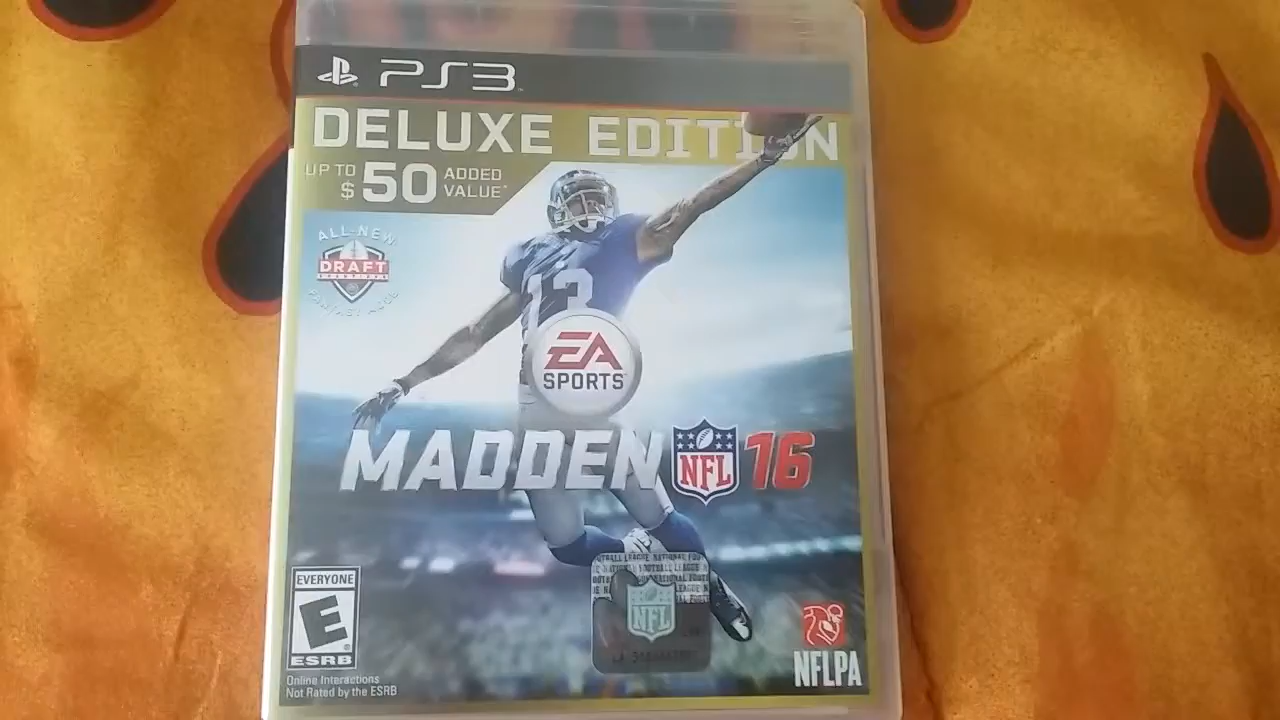 PS3
DELUXE EDITION
UP TO
$50
ADDED
VALUE*
ALL-NEW
DRAFT
CHAMPIONS
13
EA
SPORTS
MADDEN NFL 16
NFL
EVERYONE
E
ESRB
Online Interactions
Not Rated by the ESRB
NFLPA